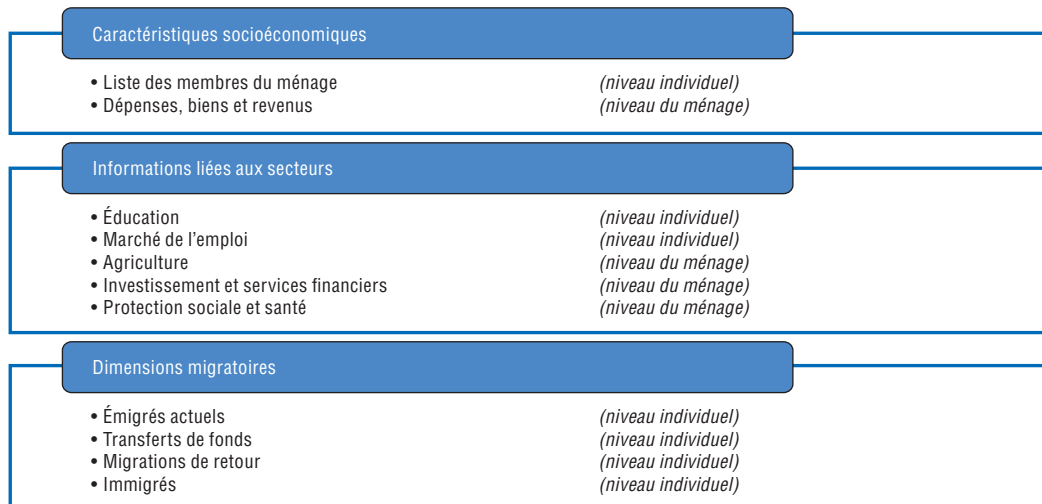 Caractéristiques socioéconomiques
• Liste des membres du ménage (niveau individuel)
• Dépenses, biens et revenus (niveau du ménage)
Informations liées aux secteurs
• Éducation (niveau individuel)
• Marché de l’emploi (niveau individuel)
• Agriculture (niveau du ménage)
• Investissement et services financiers (niveau du ménage)
• Protection sociale et santé (niveau du ménage)
Dimensions migratoires
• Émigrés actuels (niveau individuel)
• Transferts de fonds (niveau individuel)
• Migrations de retour (niveau individuel)
• Immigrés (niveau individuel)